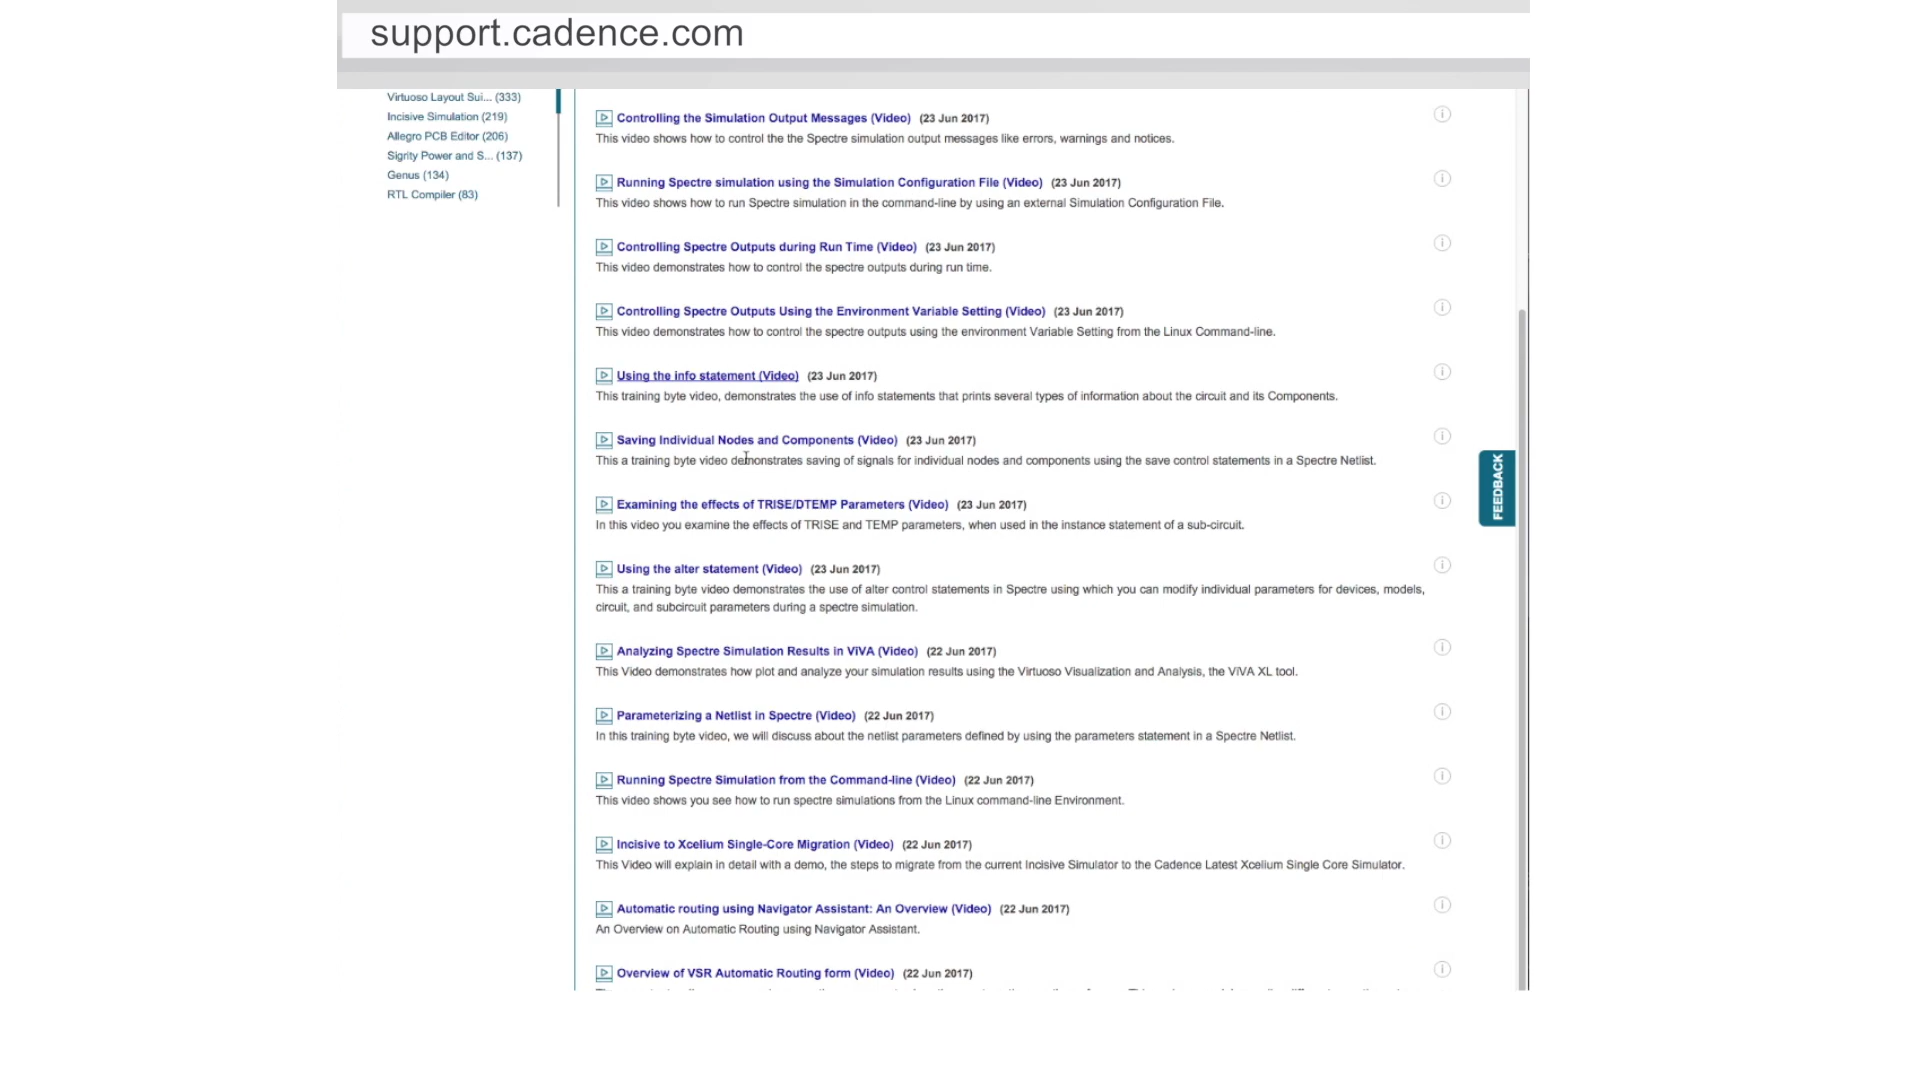 support.cadence.com
Virtuoso Layout Sui... (333)
Incisive Simulation (219)
Allegro PCB Editor (206)
Sigrity Power and S... (137)
Genus (134)
RTL Compiler (83)
Controlling the Simulation Output Messages (Video) (23 Jun 2017)
This video shows how to control the the Spectre simulation output messages like errors, warnings and notices.
Running Spectre simulation using the Simulation Configuration File (Video) (23 Jun 2017)
This video shows how to run Spectre simulation in the command-line by using an external Simulation Configuration File.
Controlling Spectre Outputs during Run Time (Video) (23 Jun 2017)
This video demonstrates how to control the spectre outputs during run time.
Controlling Spectre Outputs Using the Environment Variable Setting (Video) (23 Jun 2017)
This video demonstrates how to control the spectre outputs using the environment Variable Setting from the Linux Command-line.
Using the info statement (Video) (23 Jun 2017)
This training byte video, demonstrates the use of info statements that prints several types of information about the circuit and its Components.
Saving Individual Nodes and Components (Video) (23 Jun 2017)
This a training byte video demonstrates saving of signals for individual nodes and components using the save control statements in a Spectre Netlist.
Examining the effects of TRISE/DTEMP Parameters (Video) (23 Jun 2017)
In this video you examine the effects of TRISE and TEMP parameters, when used in the instance statement of a sub-circuit.
Using the alter statement (Video) (23 Jun 2017)
This a training byte video demonstrates the use of alter control statements in Spectre using which you can modify individual parameters for devices, models,
circuit, and subcircuit parameters during a spectre simulation.
Analyzing Spectre Simulation Results in ViVA (Video) (22 Jun 2017)
This Video demonstrates how plot and analyze your simulation results using the Virtuoso Visualization and Analysis, the ViVA XL tool.
Parameterizing a Netlist in Spectre (Video) (22 Jun 2017)
In this training byte video, we will discuss about the netlist parameters defined by using the parameters statement in a Spectre Netlist.
Running Spectre Simulation from the Command-line (Video) (22 Jun 2017)
This video shows you see how to run spectre simulations from the Linux command-line Environment.
Incisive to Xcelium Single-Core Migration (Video) (22 Jun 2017)
This Video will explain in detail with a demo, the steps to migrate from the current Incisive Simulator to the Cadence Latest Xcelium Single Core Simulator.
Automatic routing using Navigator Assistant: An Overview (Video) (22 Jun 2017)
An Overview on Automatic Routing using Navigator Assistant.
Overview of VSR Automatic Routing form (Video) (22 Jun 2017)
FEEDBACK